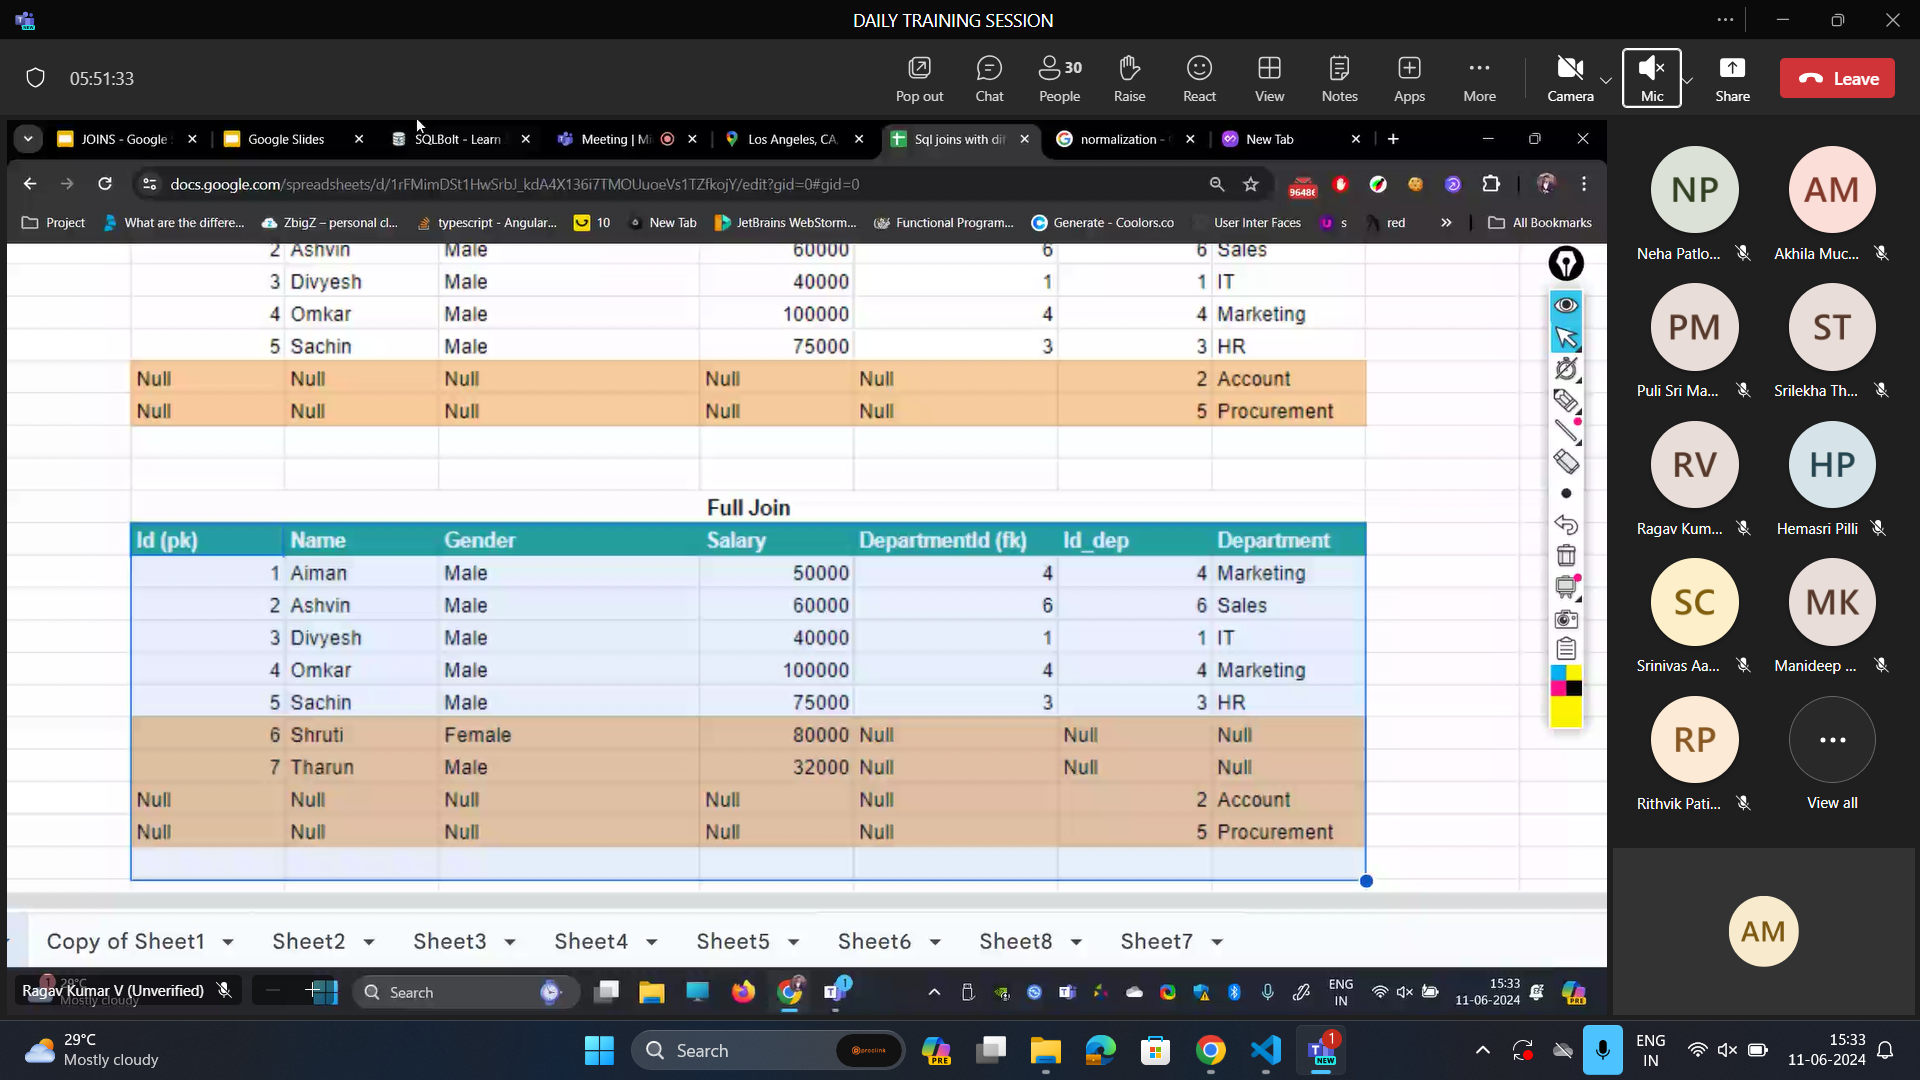 DAILY TRAINING SESSION
05:51:33
Pop out
Chat
People 30
Raise
React
View
Notes
Apps
More
Camera
Mic
Share
Leave
JOINS - Google
Google Slides
SQLBolt - Learn
Meeting | Mi
Los Angeles, CA
Sql joins with di
normalization -
New Tab
docs.google.com/spreadsheets/d/1rFMimDSt1HwSrbJ_kdA4X136i7TMOUuoeVs1TZfkojY/edit?gid=0#gid=0
96486
Project
What are the differe...
ZbigZ – personal cl...
typescript - Angular...
10
New Tab
JetBrains WebStorm...
Functional Program...
Generate - Coolors.co
User Inter Faces
s
red
»
All Bookmarks
2 Ashvin Male 60000 6 6 Sales
3 Divyesh Male 40000 1 1 IT
4 Omkar Male 100000 4 4 Marketing
5 Sachin Male 75000 3 3 HR
Null Null Null Null Null 2 Account
Null Null Null Null Null 5 Procurement
Full Join
Id (pk) Name Gender Salary DepartmentId (fk) Id_dep Department
1 Aiman Male 50000 4 4 Marketing
2 Ashvin Male 60000 6 6 Sales
3 Divyesh Male 40000 1 1 IT
4 Omkar Male 100000 4 4 Marketing
5 Sachin Male 75000 3 3 HR
6 Shruti Female 80000 Null Null Null
7 Tharun Male 32000 Null Null Null
Null Null Null Null Null 2 Account
Null Null Null Null Null 5 Procurement
Copy of Sheet1
Sheet2
Sheet3
Sheet4
Sheet5
Sheet6
Sheet8
Sheet7
Ragav Kumar V (Unverified)
29°C
Mostly cloudy
Search
1
ENG
IN
15:33
11-06-2024
PRE
NP
Neha Patlo...
AM
Akhila Muc...
PM
Puli Sri Ma...
ST
Srilekha Th...
RV
Ragav Kum...
HP
Hemasri Pilli
SC
Srinivas Aa...
MK
Manideep ...
RP
Rithvik Pati...
View all
AM
29°C
Mostly cloudy
Search
proclink
PRE
1
NEW
ENG
IN
15:33
11-06-2024